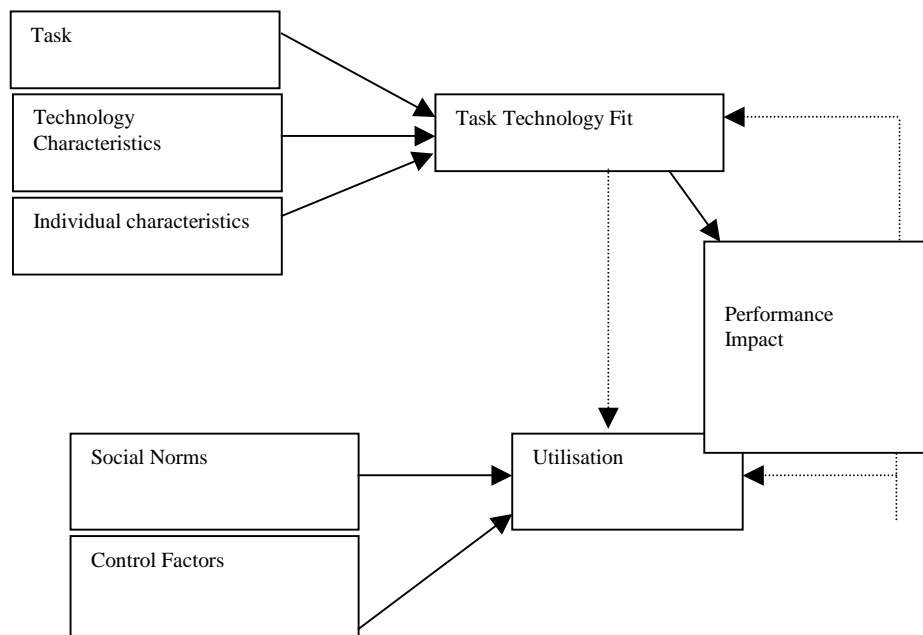 Task
Technology
Characteristics
Individual characteristics
Task Technology Fit
Performance
Impact
Social Norms
Utilisation
Control Factors